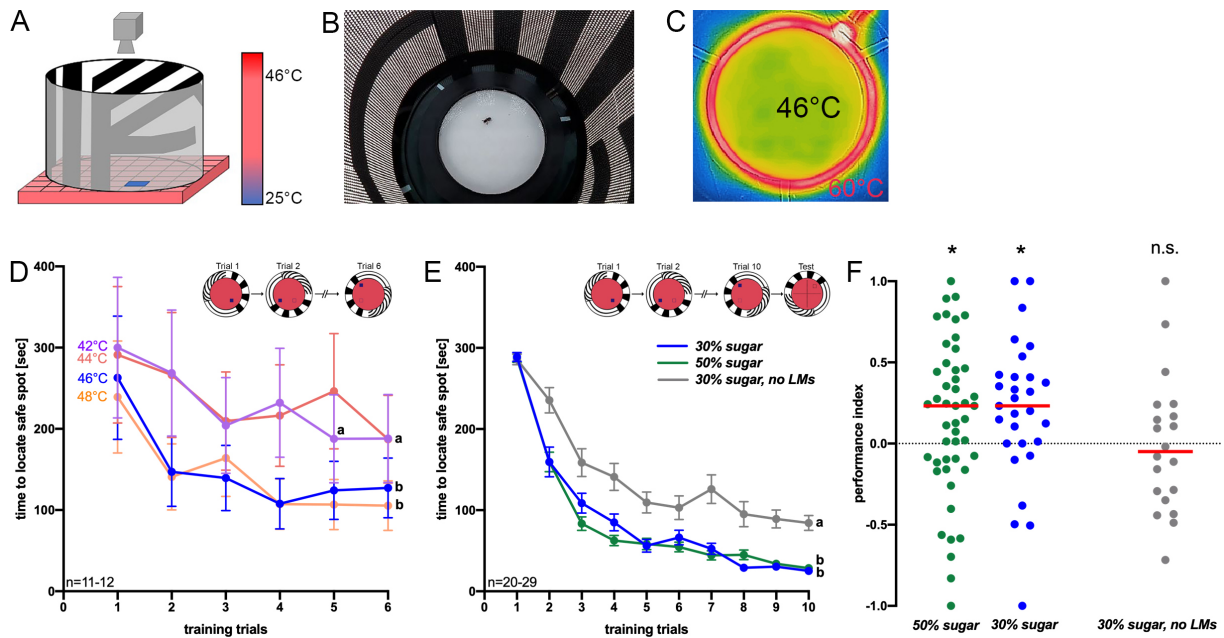 A
46°C
25°C
B
C
46°C
60°C
D
400
300
200
100
0
time to locate safe spot [sec]
Trial 1
Trial 2
Trial 6
42°C
44°C
46°C
48°C
a
a
b
b
n=11-12
0
1
2
3
4
5
6
training trials
E
400
300
200
100
0
time to locate safe spot [sec]
Trial 1
Trial 2
Trial 10
Test
30% sugar
50% sugar
30% sugar, no LMs
a
b
b
n=20-29
0
1
2
3
4
5
6
7
8
9
10
training trials
F
*
*
n.s.
1.0
0.5
0.0
-0.5
-1.0
performance index
50% sugar
30% sugar
30% sugar, no LMs